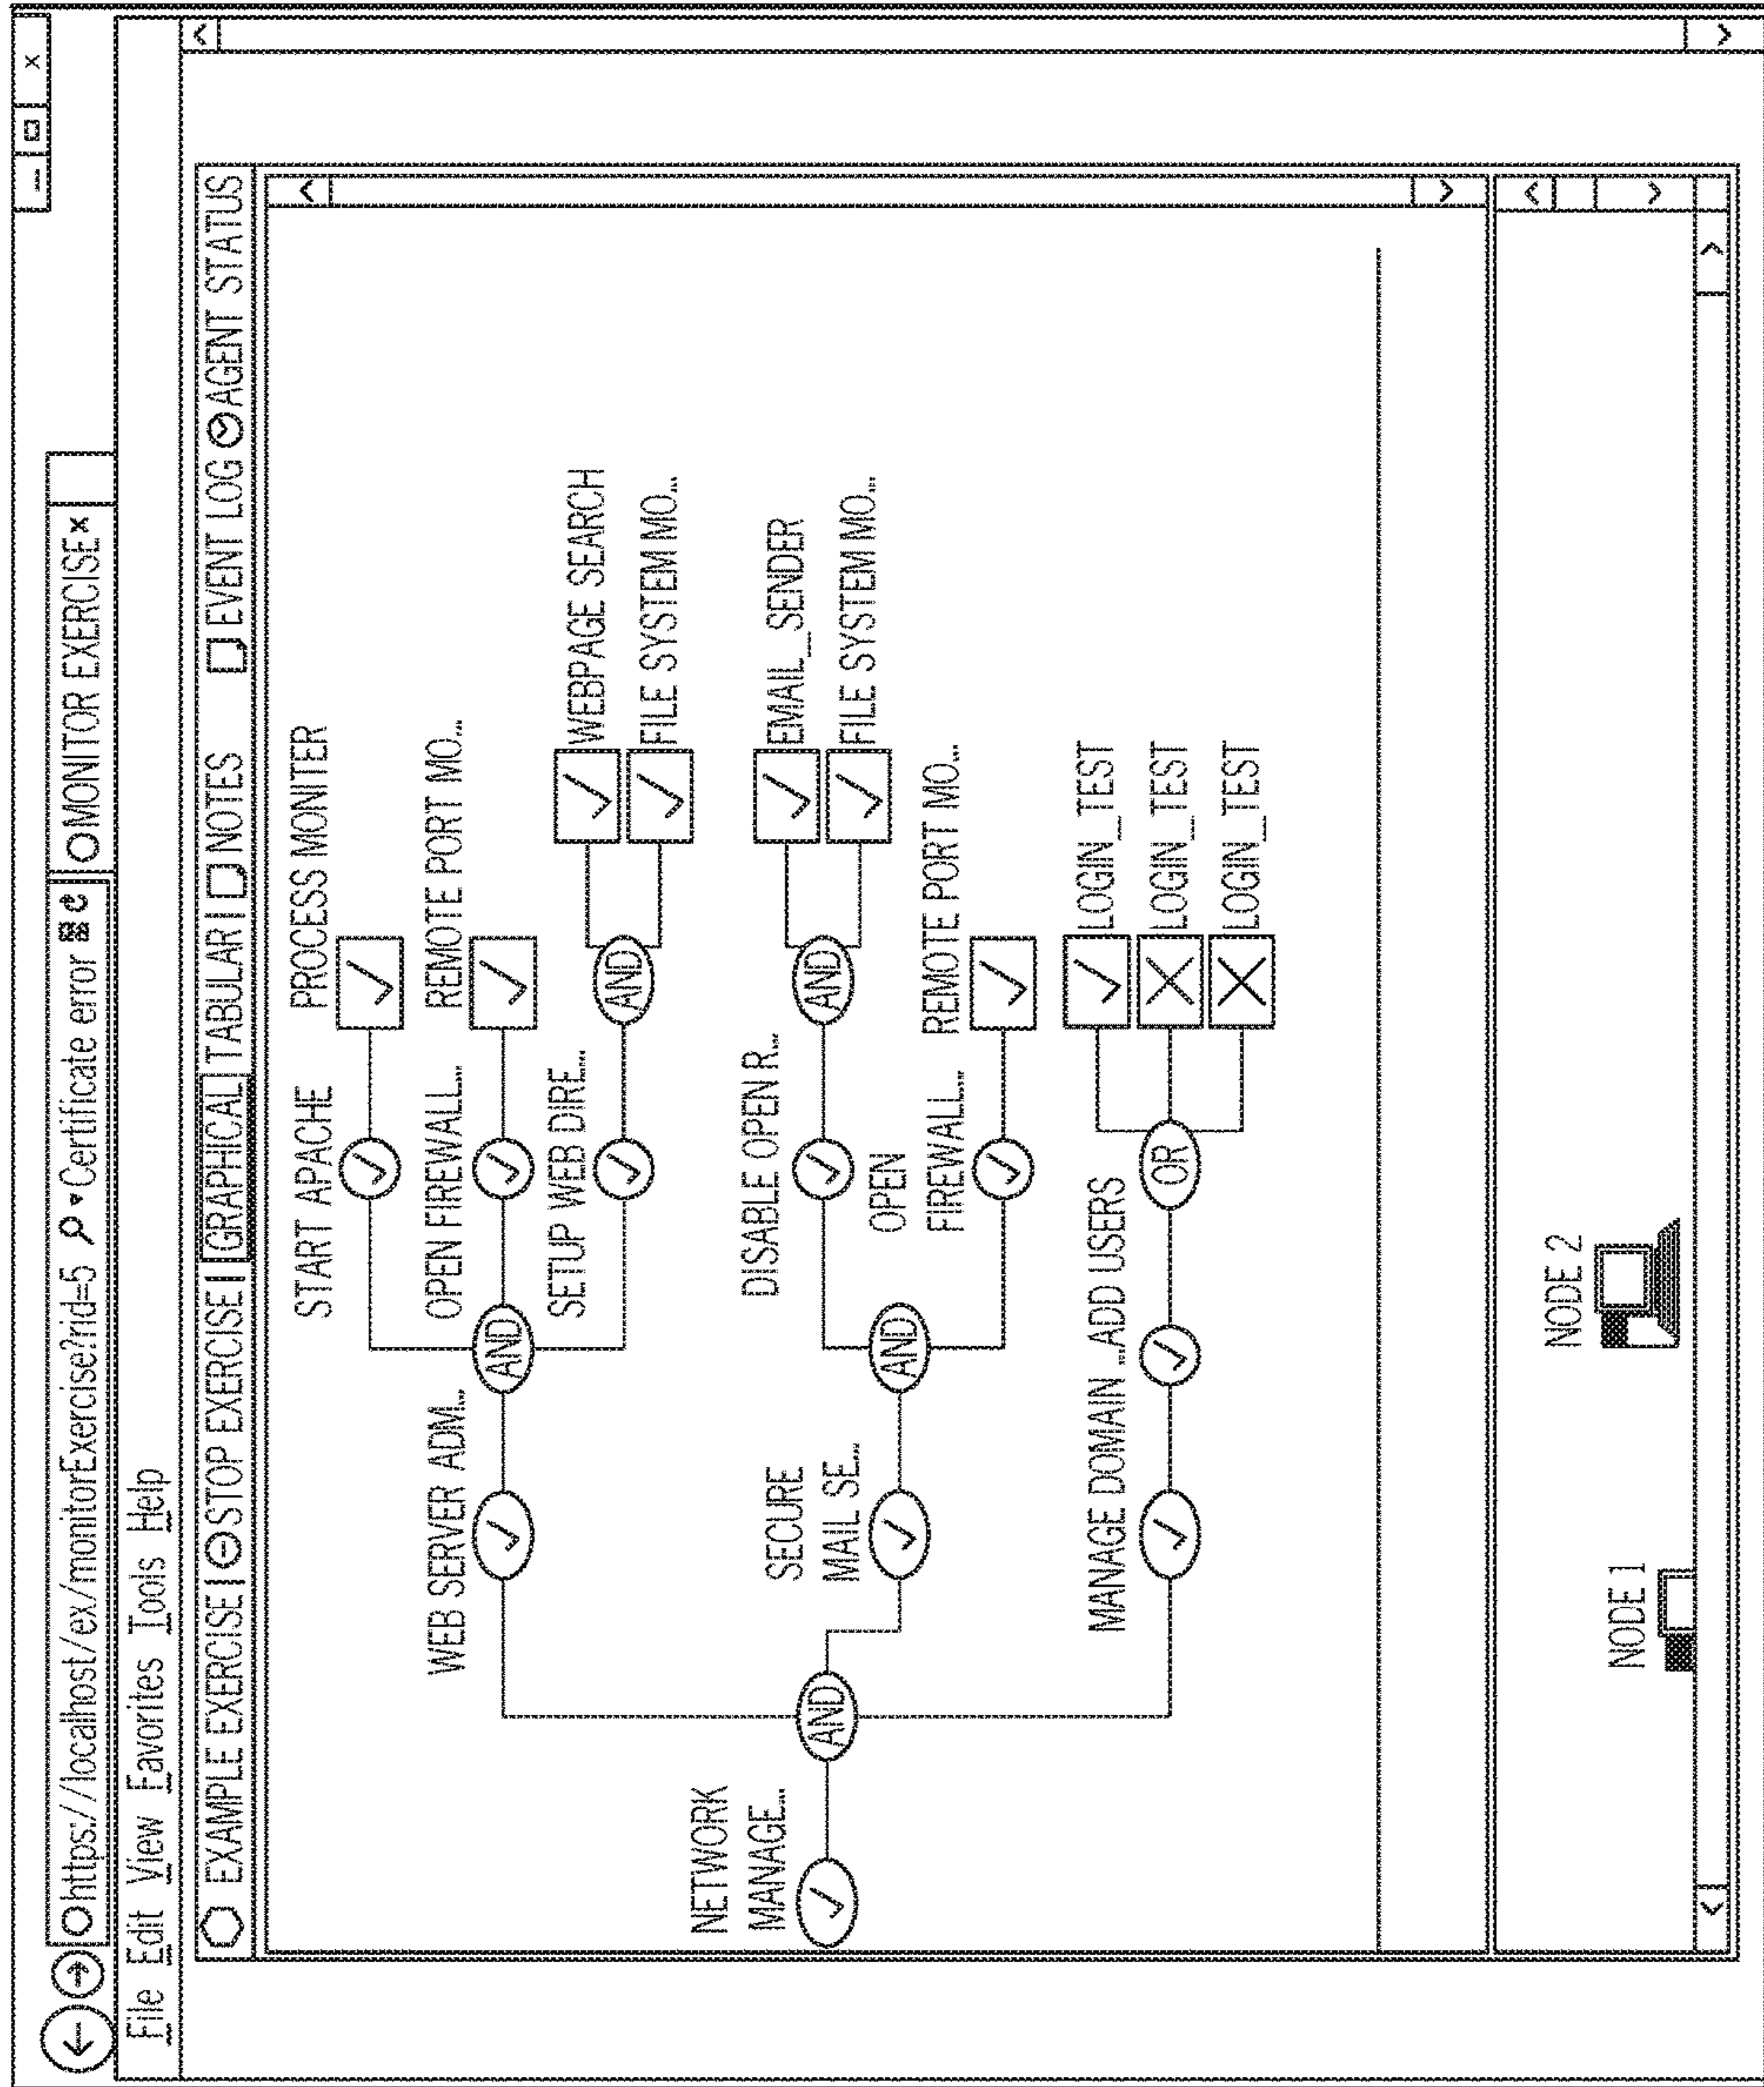 https://localhost/ex/monitorExercise?rid=5 Certificate error MONITOR EXERCISE x
File Edit View Favorites Tools Help
EXAMPLE EXERCISE | STOP EXERCISE | GRAPHICAL | TABULAR | NOTES EVENT LOG AGENT STATUS
START APACHE
PROCESS MONITER
WEB SERVER ADM...
OPEN FIREWALL...
REMOTE PORT MO...
AND
SETUP WEB DIRE...
AND
WEBPAGE SEARCH
FILE SYSTEM MO...
NETWORK
MANAGE...
AND
SECURE
MAIL SE...
AND
DISABLE OPEN R...
AND
EMAIL_SENDER
FILE SYSTEM MO...
OPEN
FIREWALL...
REMOTE PORT MO...
MANAGE DOMAIN ...ADD USERS
OR
LOGIN_TEST
LOGIN_TEST
LOGIN_TEST
NODE 1
NODE 2